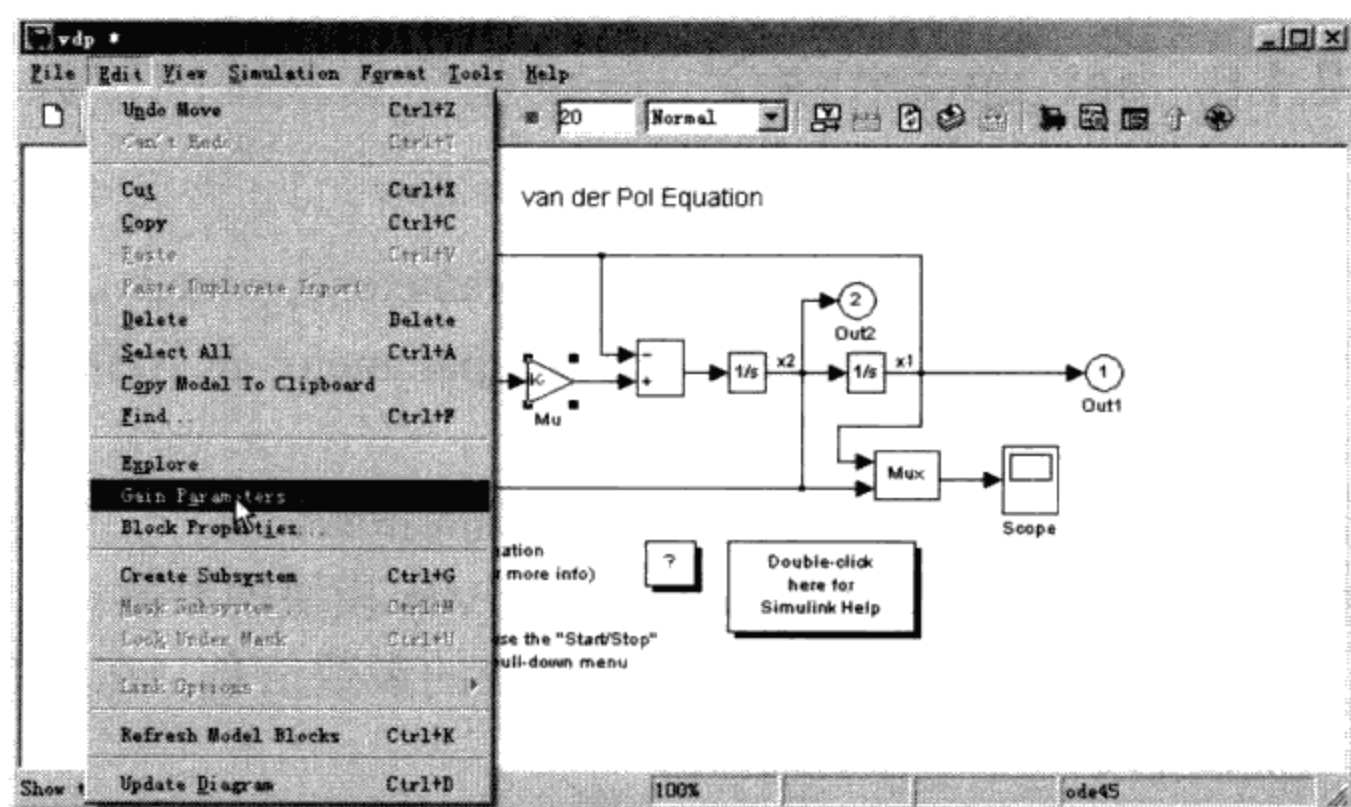 vdp *
File Edit View Simulation Format Tools Help
20 Normal
Undo Move Ctrl+Z
Can't Redo Ctrl+Y
Cut Ctrl+X
Copy Ctrl+C
Paste Ctrl+V
Paste Duplicate Inport
Delete Delete
Select All Ctrl+A
Copy Model To Clipboard
Find... Ctrl+F
Explore
Gain Parameters...
Block Properties...
Create Subsystem Ctrl+G
Mask Subsystem... Ctrl+M
Look Under Mask Ctrl+U
Link Options
Refresh Model Blocks Ctrl+K
Update Diagram Ctrl+D
van der Pol Equation
2
Out2
-
+
K
Mu
1/s
x2
1/s
x1
1
Out1
Mux
Scope
ation
more info)
?
Double-click
here for
Simulink Help
se the "Start/Stop"
ull-down menu
Show 100% ode45